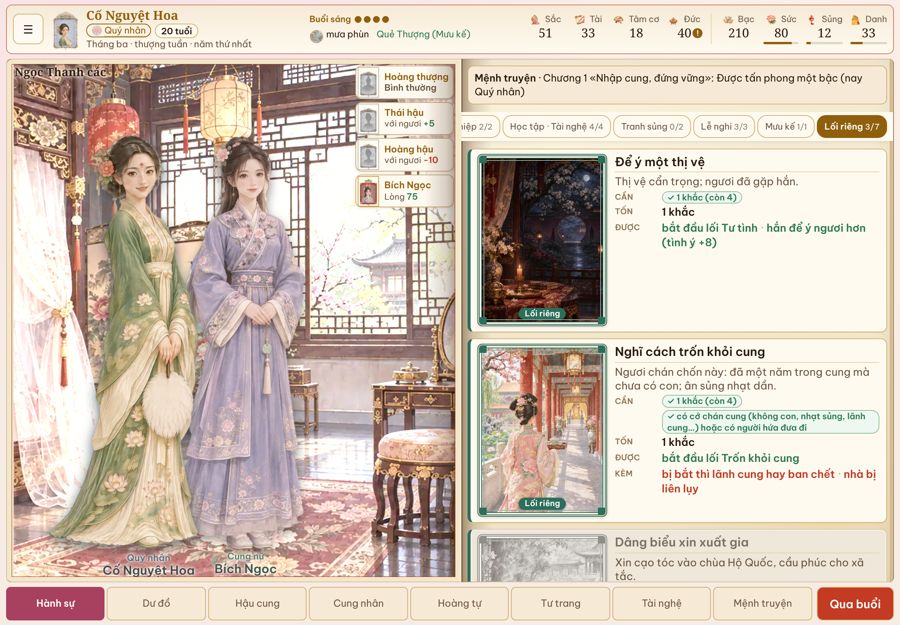 Cố Nguyệt Hoa
Quý nhân
20 tuổi
Tháng ba · thượng tuần · năm thứ nhất
Buổi sáng
mưa phùn
Quẻ Thượng (Mưu kế)
Sắc
51
Tài
33
Tâm cơ
18
Đức
40
Bạc
210
Sức
80
Sủng
12
Danh
33
Ngọc Thanh các
Hoàng thượng
Bình thường
Thái hậu
với ngươi +5
Hoàng hậu
với ngươi −10
Bích Ngọc
Lòng 75
Quý nhân
Cố Nguyệt Hoa
Cung nữ
Bích Ngọc
Mệnh truyện · Chương 1 «Nhập cung, đứng vững»: Được tấn phong một bậc (nay
Quý nhân)
iệp 2/2
Học tập · Tài nghệ 4/4
Tranh sủng 0/2
Lễ nghi 3/3
Mưu kế 1/1
Lối riêng 3/7
Lối riêng
Để ý một thị vệ
Thị vệ cẩn trọng; ngươi đã gặp hắn.
CẦN
✓ 1 khắc (còn 4)
TỐN
1 khắc
ĐƯỢC
bắt đầu lối Tư tình · hắn để ý ngươi hơn
(tình ý +8)
Lối riêng
Nghĩ cách trốn khỏi cung
Ngươi chán chốn này: đã một năm trong cung mà
chưa có con; ân sủng nhạt dần.
CẦN
✓ 1 khắc (còn 4)
✓ có cớ chán cung (không con, nhạt sủng, lãnh
cung...) hoặc có người hứa đưa đi
TỐN
1 khắc
ĐƯỢC
bắt đầu lối Trốn khỏi cung
KÈM
bị bắt thì lãnh cung hay ban chết · nhà bị
liên lụy
Dâng biểu xin xuất gia
Xin cạo tóc vào chùa Hộ Quốc, cầu phúc cho xã
tắc.
Hành sự
Dư đồ
Hậu cung
Cung nhân
Hoàng tự
Tư trang
Tài nghệ
Mệnh truyện
Qua buổi